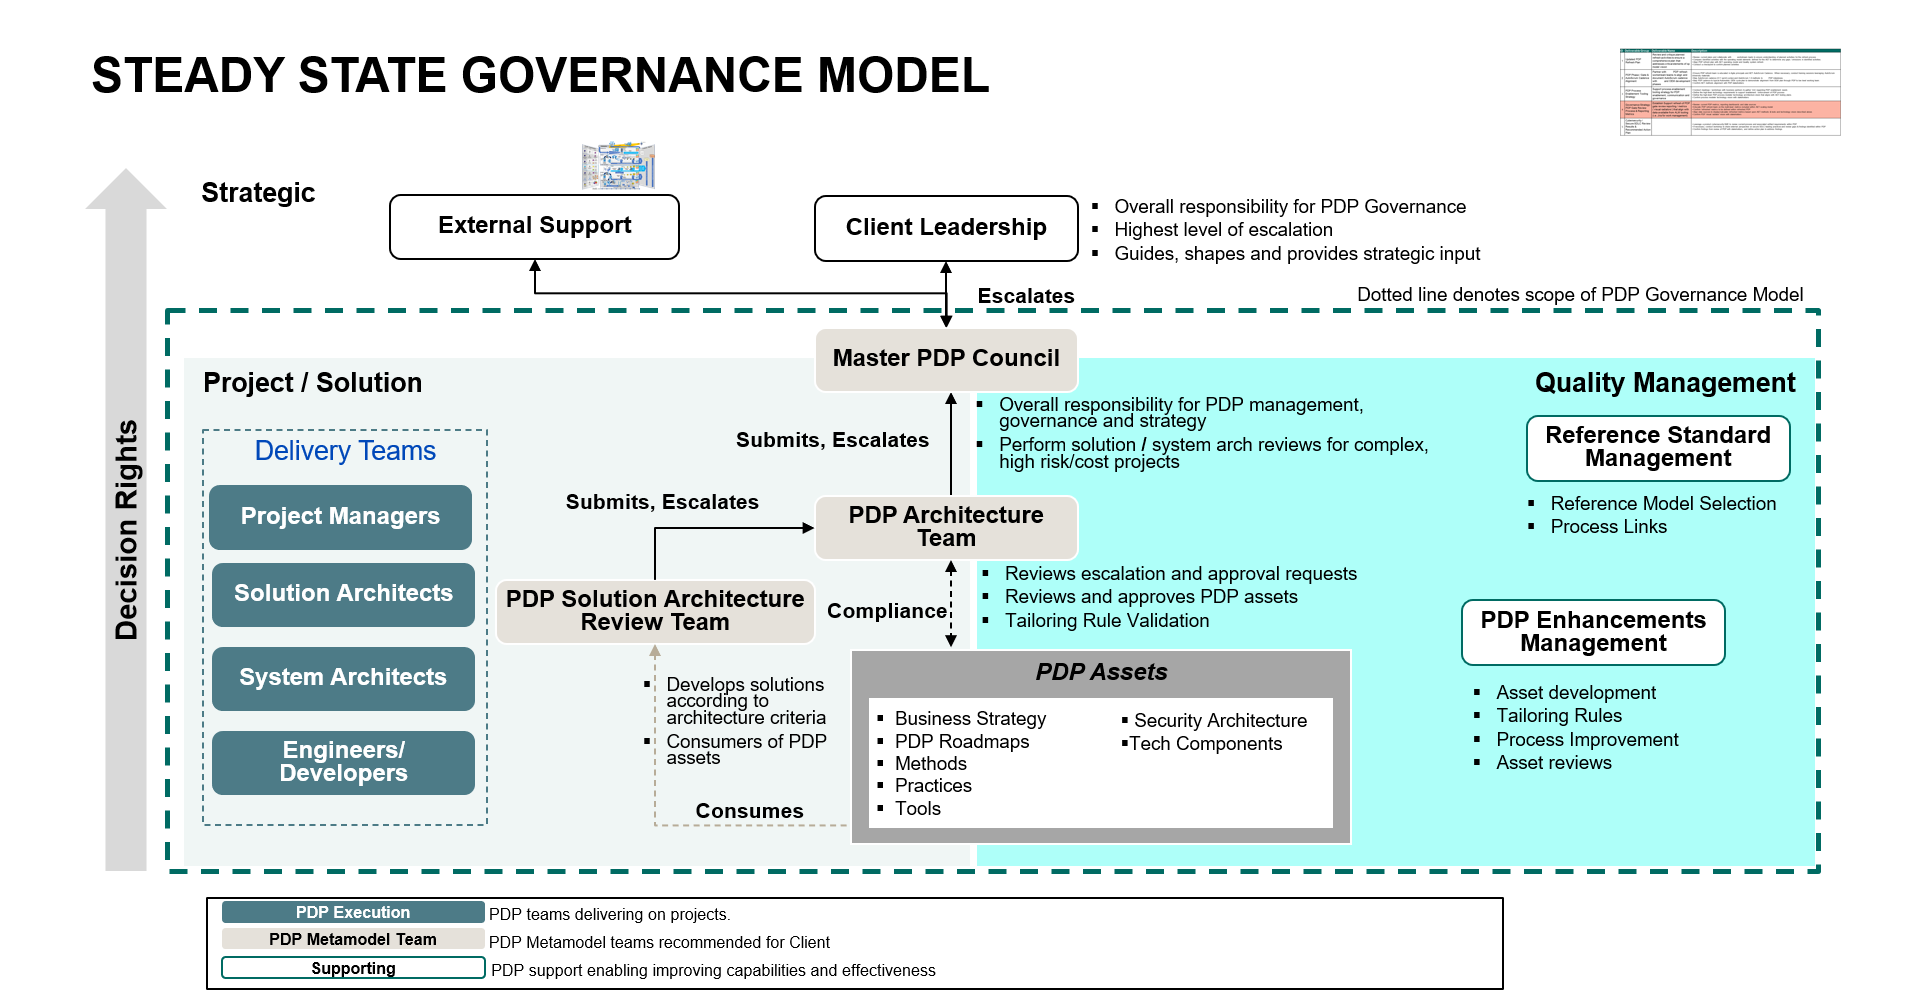 STEADY STATE GOVERNANCE MODEL
Strategic
External Support
Client Leadership
▪ Overall responsibility for PDP Governance
▪ Highest level of escalation
▪ Guides, shapes and provides strategic input
Escalates
Dotted line denotes scope of PDP Governance Model
Decision Rights
Master PDP Council
Project / Solution
Quality Management
▪ Overall responsibility for PDP management,
governance and strategy
▪ Perform solution / system arch reviews for complex,
high risk/cost projects
Submits, Escalates
Delivery Teams
Project Managers
Solution Architects
System Architects
Engineers/
Developers
Submits, Escalates
PDP Architecture
Team
▪ Reviews escalation and approval requests
▪ Reviews and approves PDP assets
▪ Tailoring Rule Validation
Compliance
PDP Solution Architecture
Review Team
▪ Develops solutions
according to
architecture criteria
▪ Consumers of PDP
assets
Consumes
PDP Assets
▪ Business Strategy
▪ PDP Roadmaps
▪ Methods
▪ Practices
▪ Tools
▪ Security Architecture
▪Tech Components
Reference Standard
Management
▪ Reference Model Selection
▪ Process Links
PDP Enhancements
Management
▪ Asset development
▪ Tailoring Rules
▪ Process Improvement
▪ Asset reviews
PDP Execution
PDP teams delivering on projects.
PDP Metamodel Team
PDP Metamodel teams recommended for Client
Supporting
PDP support enabling improving capabilities and effectiveness